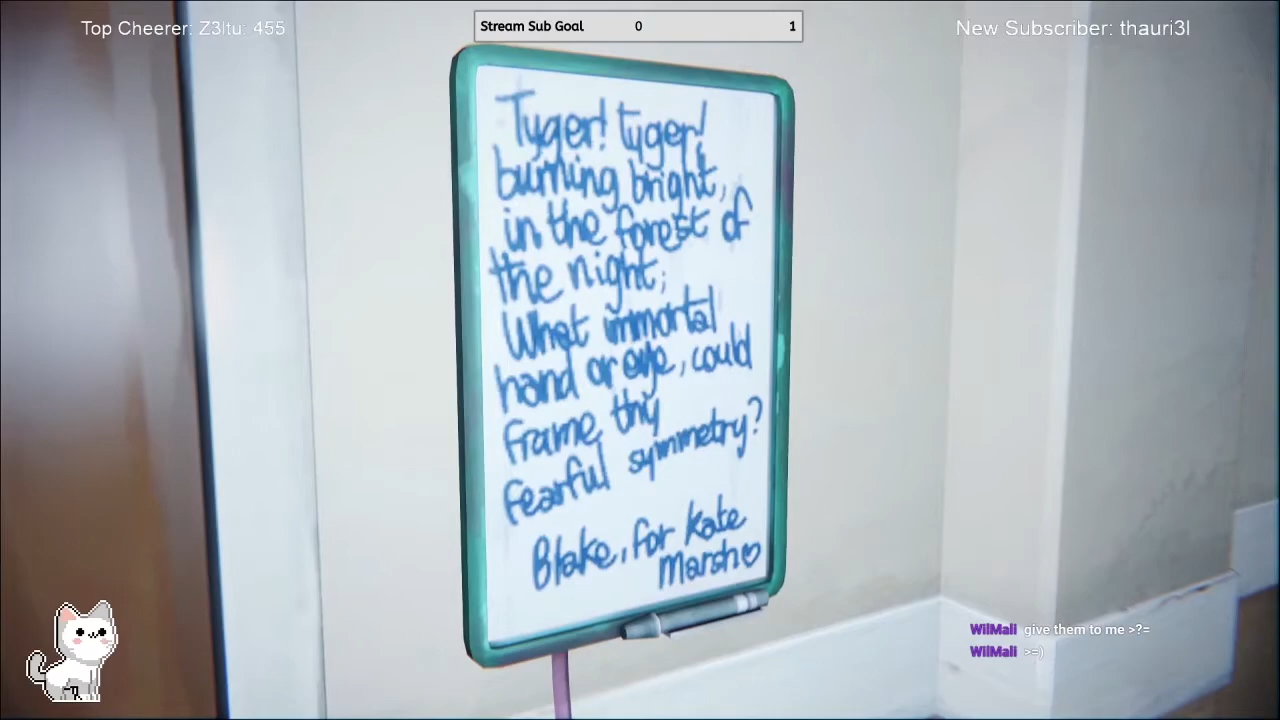 Top Cheerer: Z3ltu: 455
Stream Sub Goal 0 1
New Subscriber: thauri3l
Tyger! tyger!
burning bright,
in the forest of
the night;
What immortal
hand or eye, could
frame thy
fearful symmetry?
Blake, for Kate
Marsh♡
WilMali give them to me >?=
WilMali >=)